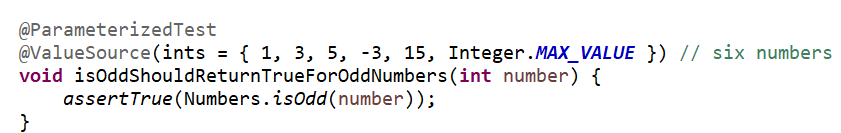 @ParameterizedTest
@ValueSource(ints = { 1, 3, 5, -3, 15, Integer.MAX_VALUE }) // six numbers
void isOddShouldReturnTrueForOddNumbers(int number) {
    assertTrue(Numbers.isOdd(number));
}